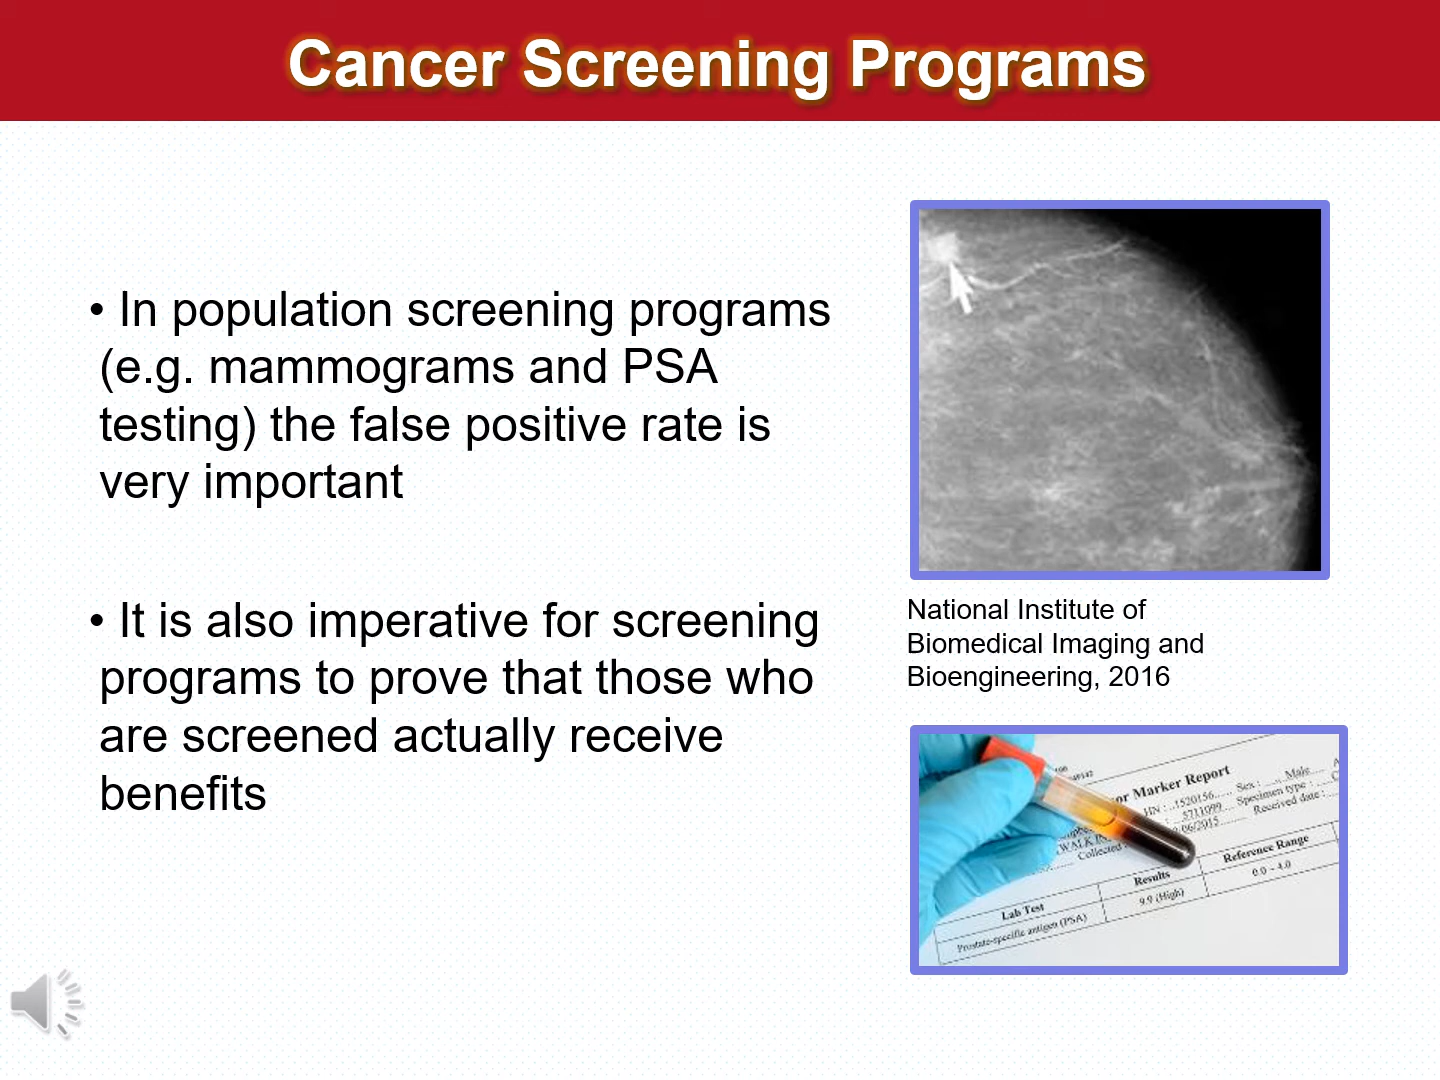 Cancer Screening Programs
• In population screening programs
(e.g. mammograms and PSA
testing) the false positive rate is
very important
• It is also imperative for screening
programs to prove that those who
are screened actually receive
benefits
National Institute of
Biomedical Imaging and
Bioengineering, 2016
or Marker Report
HN : 1520156 Sex : Male
5711099 Specimen type :
06/2015 Received date :
WALK IN
Collected
Lab Test Results Reference Range
Prostate-specific antigen (PSA) 9.9 (High) 0.0 - 4.0